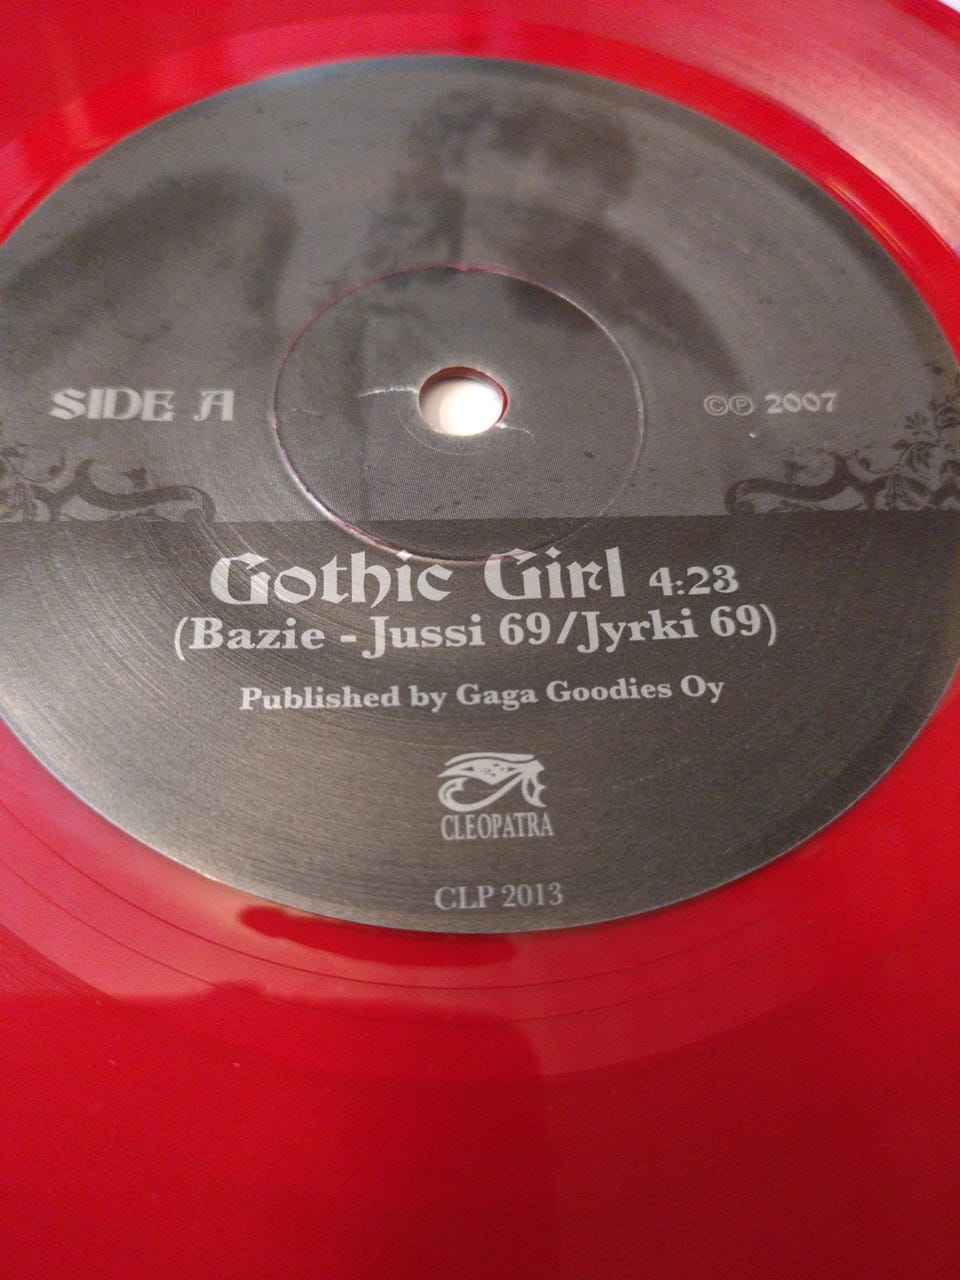 SIDE A
©℗ 2007
Gothic Girl 4:23
(Bazie - Jussi 69/Jyrki 69)
Published by Gaga Goodies Oy
CLEOPATRA
CLP 2013